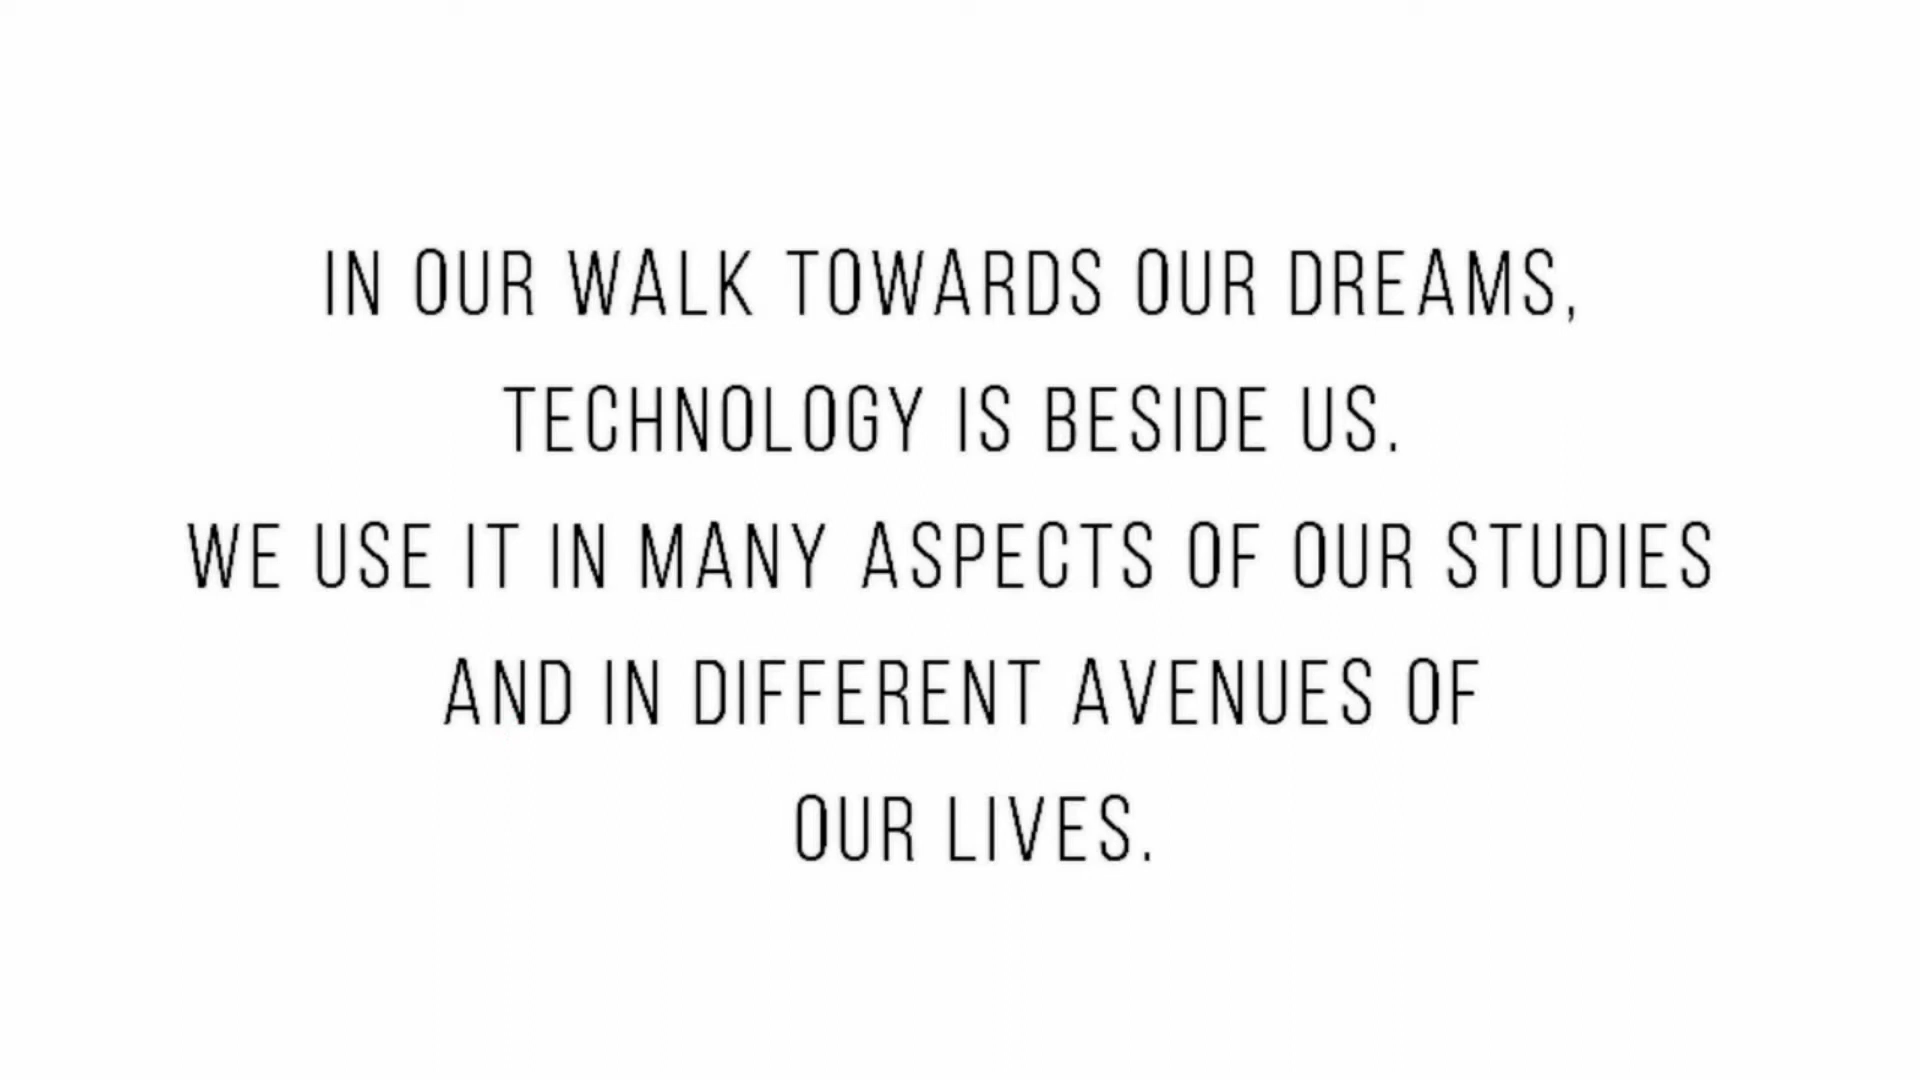 IN OUR WALK TOWARDS OUR DREAMS,
TECHNOLOGY IS BESIDE US.
WE USE IT IN MANY ASPECTS OF OUR STUDIES
AND IN DIFFERENT AVENUES OF
OUR LIVES.